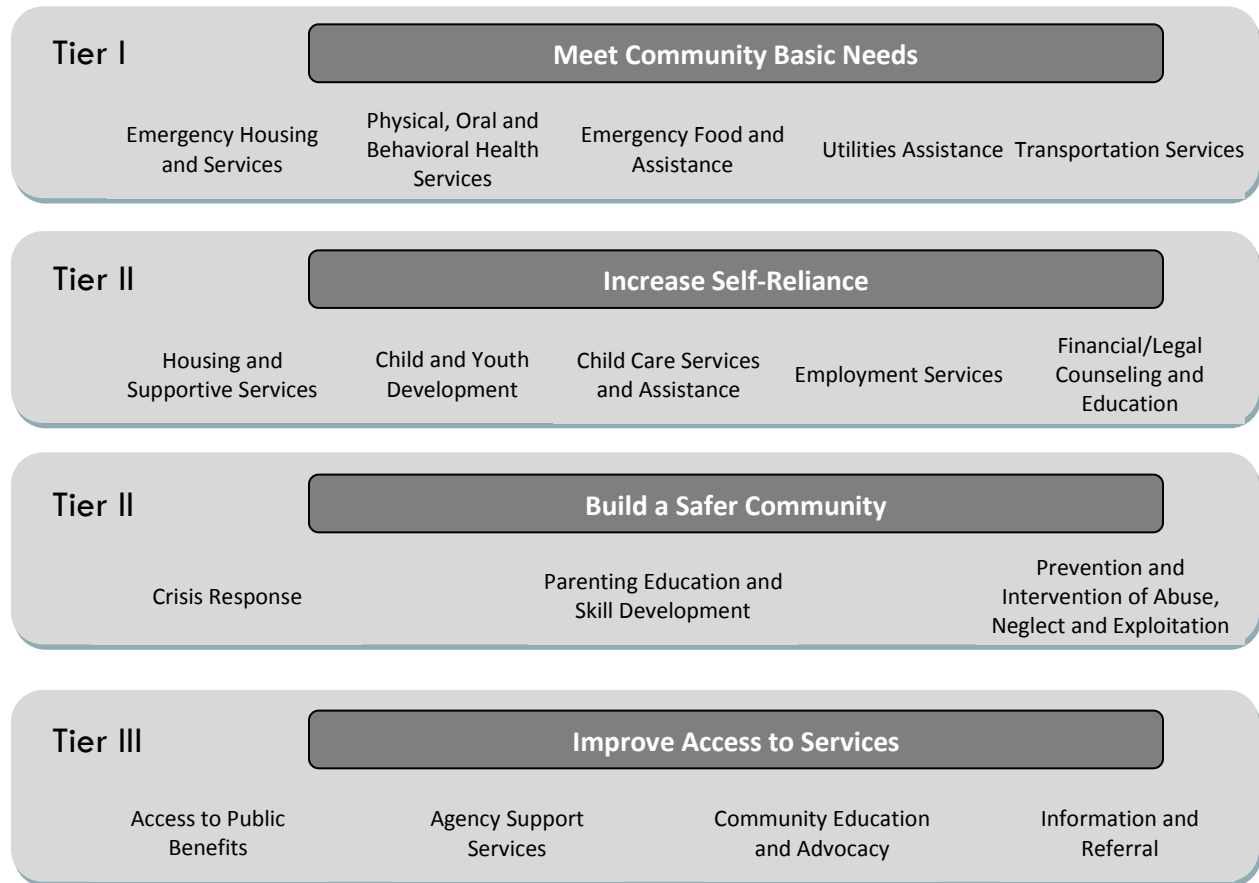 Tier I
Meet Community Basic Needs
Emergency Housing
and Services
Physical, Oral and
Behavioral Health
Services
Emergency Food and
Assistance
Utilities Assistance
Transportation Services
Tier II
Increase Self-Reliance
Housing and
Supportive Services
Child and Youth
Development
Child Care Services
and Assistance
Employment Services
Financial/Legal
Counseling and
Education
Tier II
Build a Safer Community
Crisis Response
Parenting Education and
Skill Development
Prevention and
Intervention of Abuse,
Neglect and Exploitation
Tier III
Improve Access to Services
Access to Public
Benefits
Agency Support
Services
Community Education
and Advocacy
Information and
Referral